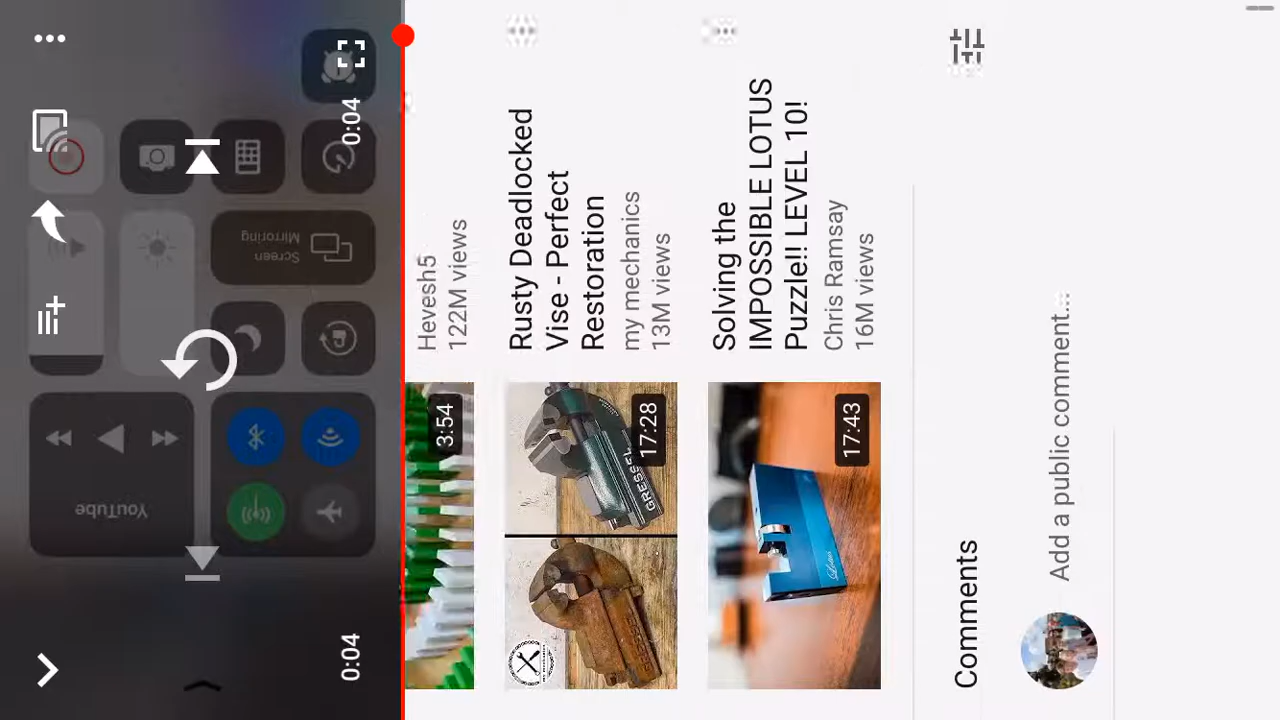 0:04
0:04
Screen
Mirroring
YouTube
Hevesh5
122M views
3:54
Rusty Deadlocked
Vise - Perfect
Restoration
my mechanics
13M views
17:28
GRESSEL
Solving the
IMPOSSIBLE LOTUS
Puzzle!! LEVEL 10!
Chris Ramsay
16M views
17:43
Lotus
Comments
Add a public comment...